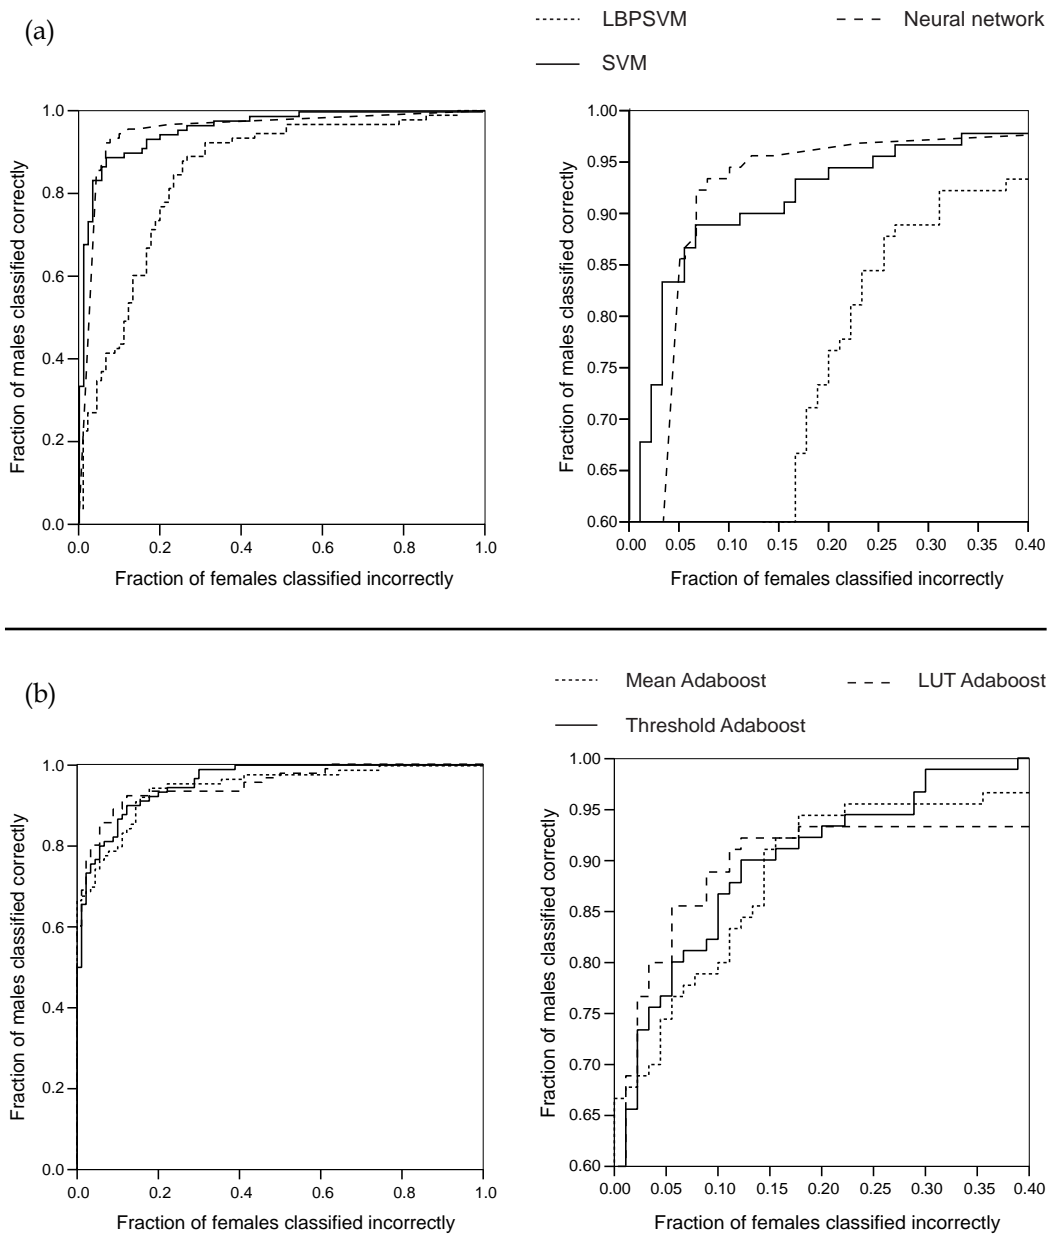 (a)
LBPSVM
Neural network
SVM
1.0
0.8
0.6
0.4
0.2
0.0
0.0 0.2 0.4 0.6 0.8 1.0
Fraction of males classified correctly
Fraction of females classified incorrectly
1.00
0.95
0.90
0.85
0.80
0.75
0.70
0.65
0.60
0.00 0.05 0.10 0.15 0.20 0.25 0.30 0.35 0.40
Fraction of males classified correctly
Fraction of females classified incorrectly
(b)
Mean Adaboost
LUT Adaboost
Threshold Adaboost
1.0
0.8
0.6
0.4
0.2
0.0
0.0 0.2 0.4 0.6 0.8 1.0
Fraction of males classified correctly
Fraction of females classified incorrectly
1.00
0.95
0.90
0.85
0.80
0.75
0.70
0.65
0.60
0.00 0.05 0.10 0.15 0.20 0.25 0.30 0.35 0.40
Fraction of males classified correctly
Fraction of females classified incorrectly